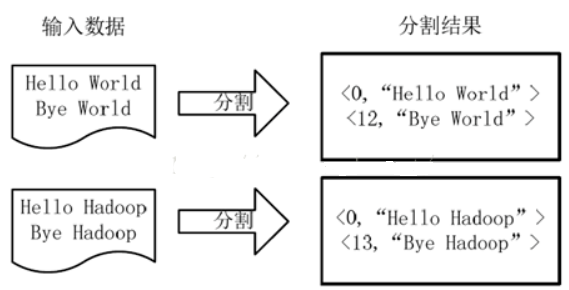 输入数据
分割结果
Hello World
Bye World
分割
<0, “Hello World” >
<12, “Bye World” >
Hello Hadoop
Bye Hadoop
分割
<0, “Hello Hadoop” >
<13, “Bye Hadoop” >